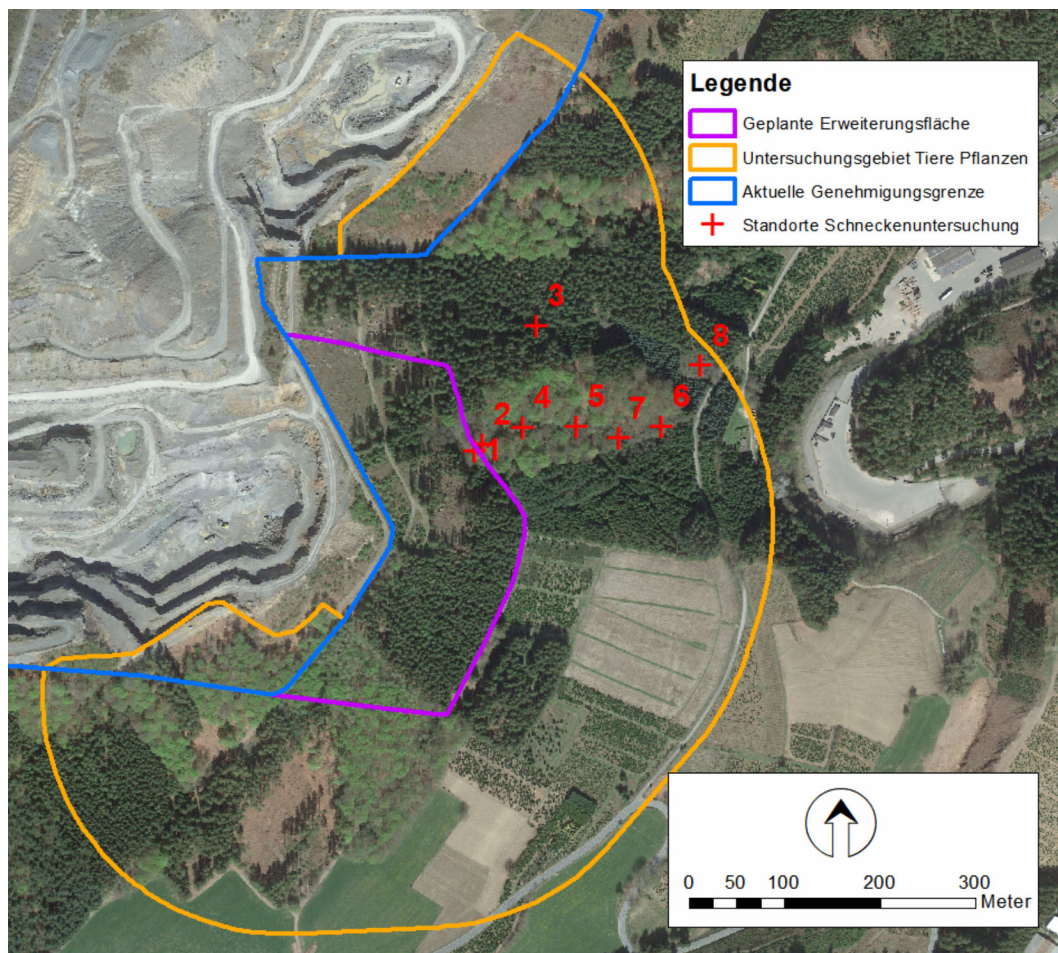 Legende
Geplante Erweiterungsfläche
Untersuchungsgebiet Tiere Pflanzen
Aktuelle Genehmigungsgrenze
Standorte Schneckenuntersuchung
3
8
2 4 5 7 6
1
0 50 100 200 300
Meter